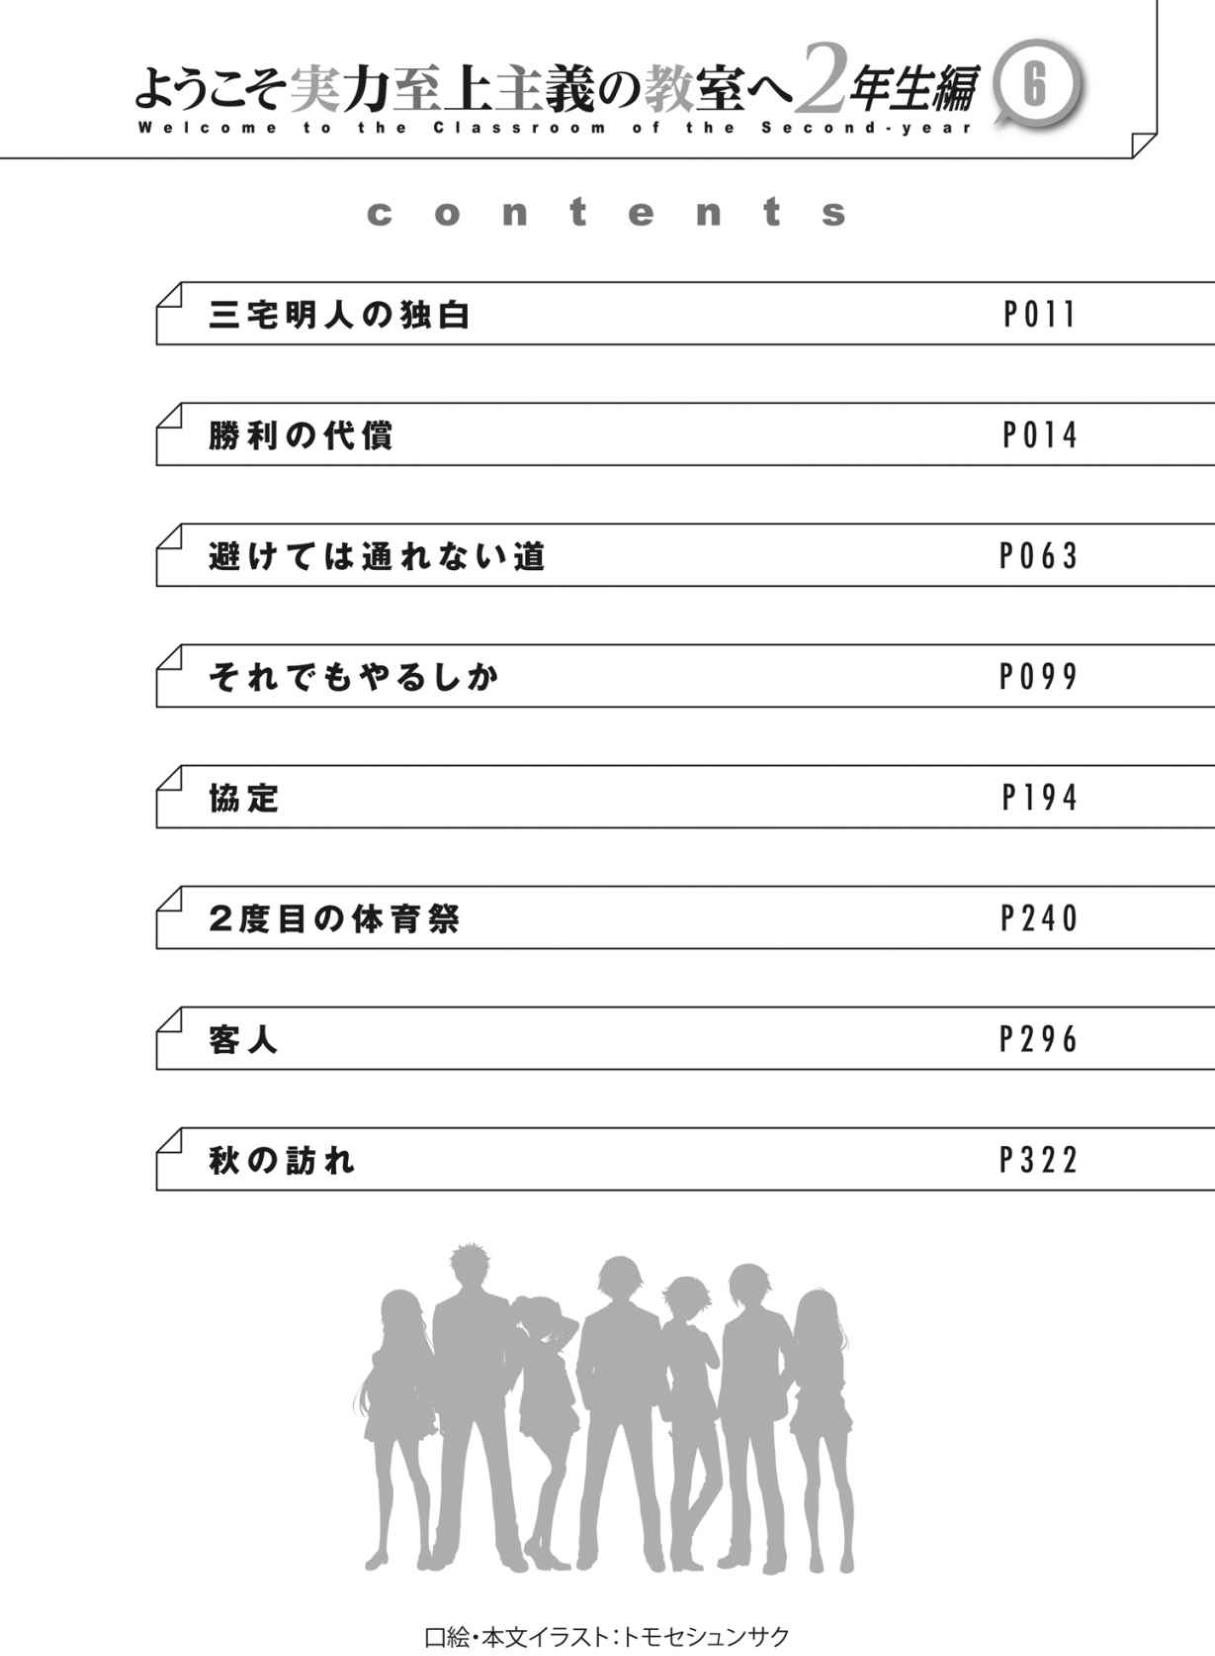 ようこそ実力至上主義の教室へ2年生編 6
Welcome to the Classroom of the Second-year
contents
三宅明人の独白 P011
勝利の代償 P014
避けては通れない道 P063
それでもやるしか P099
協定 P194
2度目の体育祭 P240
客人 P296
秋の訪れ P322
口絵・本文イラスト：トモセシュンサク